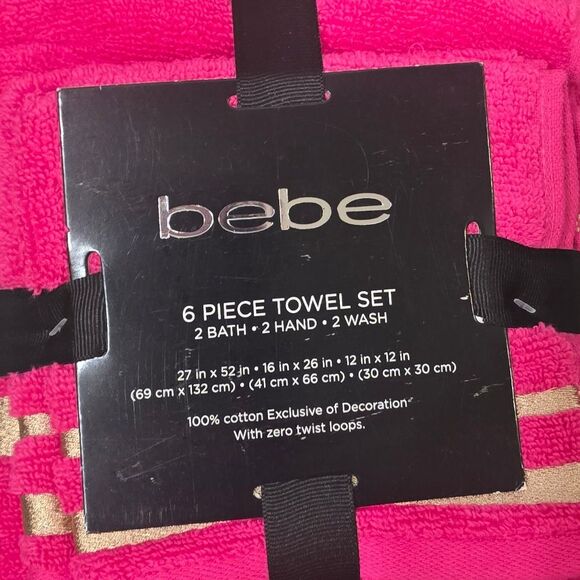 bebe
6 PIECE TOWEL SET
2 BATH • 2 HAND • 2 WASH
27 in x 52 in • 16 in x 26 in • 12 in x 12 in
(69 cm x 132 cm) • (41 cm x 66 cm) • (30 cm x 30 cm)
100% cotton Exclusive of Decoration
With zero twist loops.